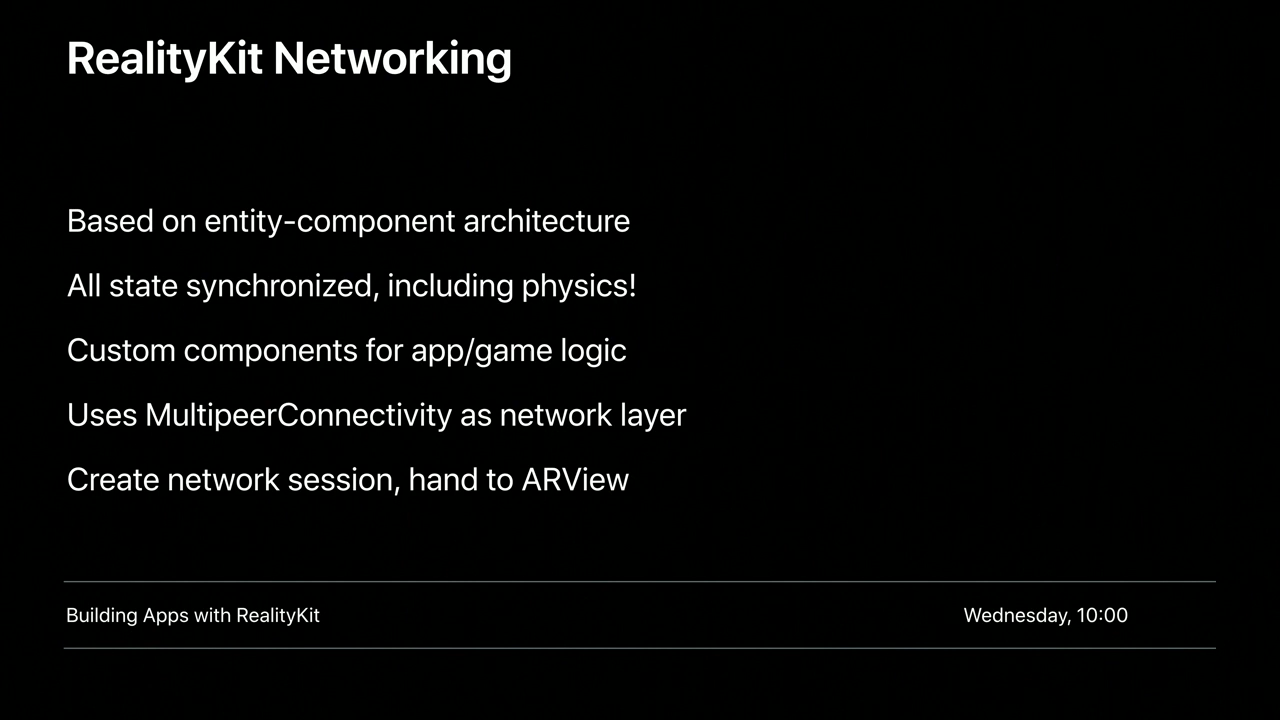 RealityKit Networking
Based on entity-component architecture
All state synchronized, including physics!
Custom components for app/game logic
Uses MultipeerConnectivity as network layer
Create network session, hand to ARView
Building Apps with RealityKit
Wednesday, 10:00